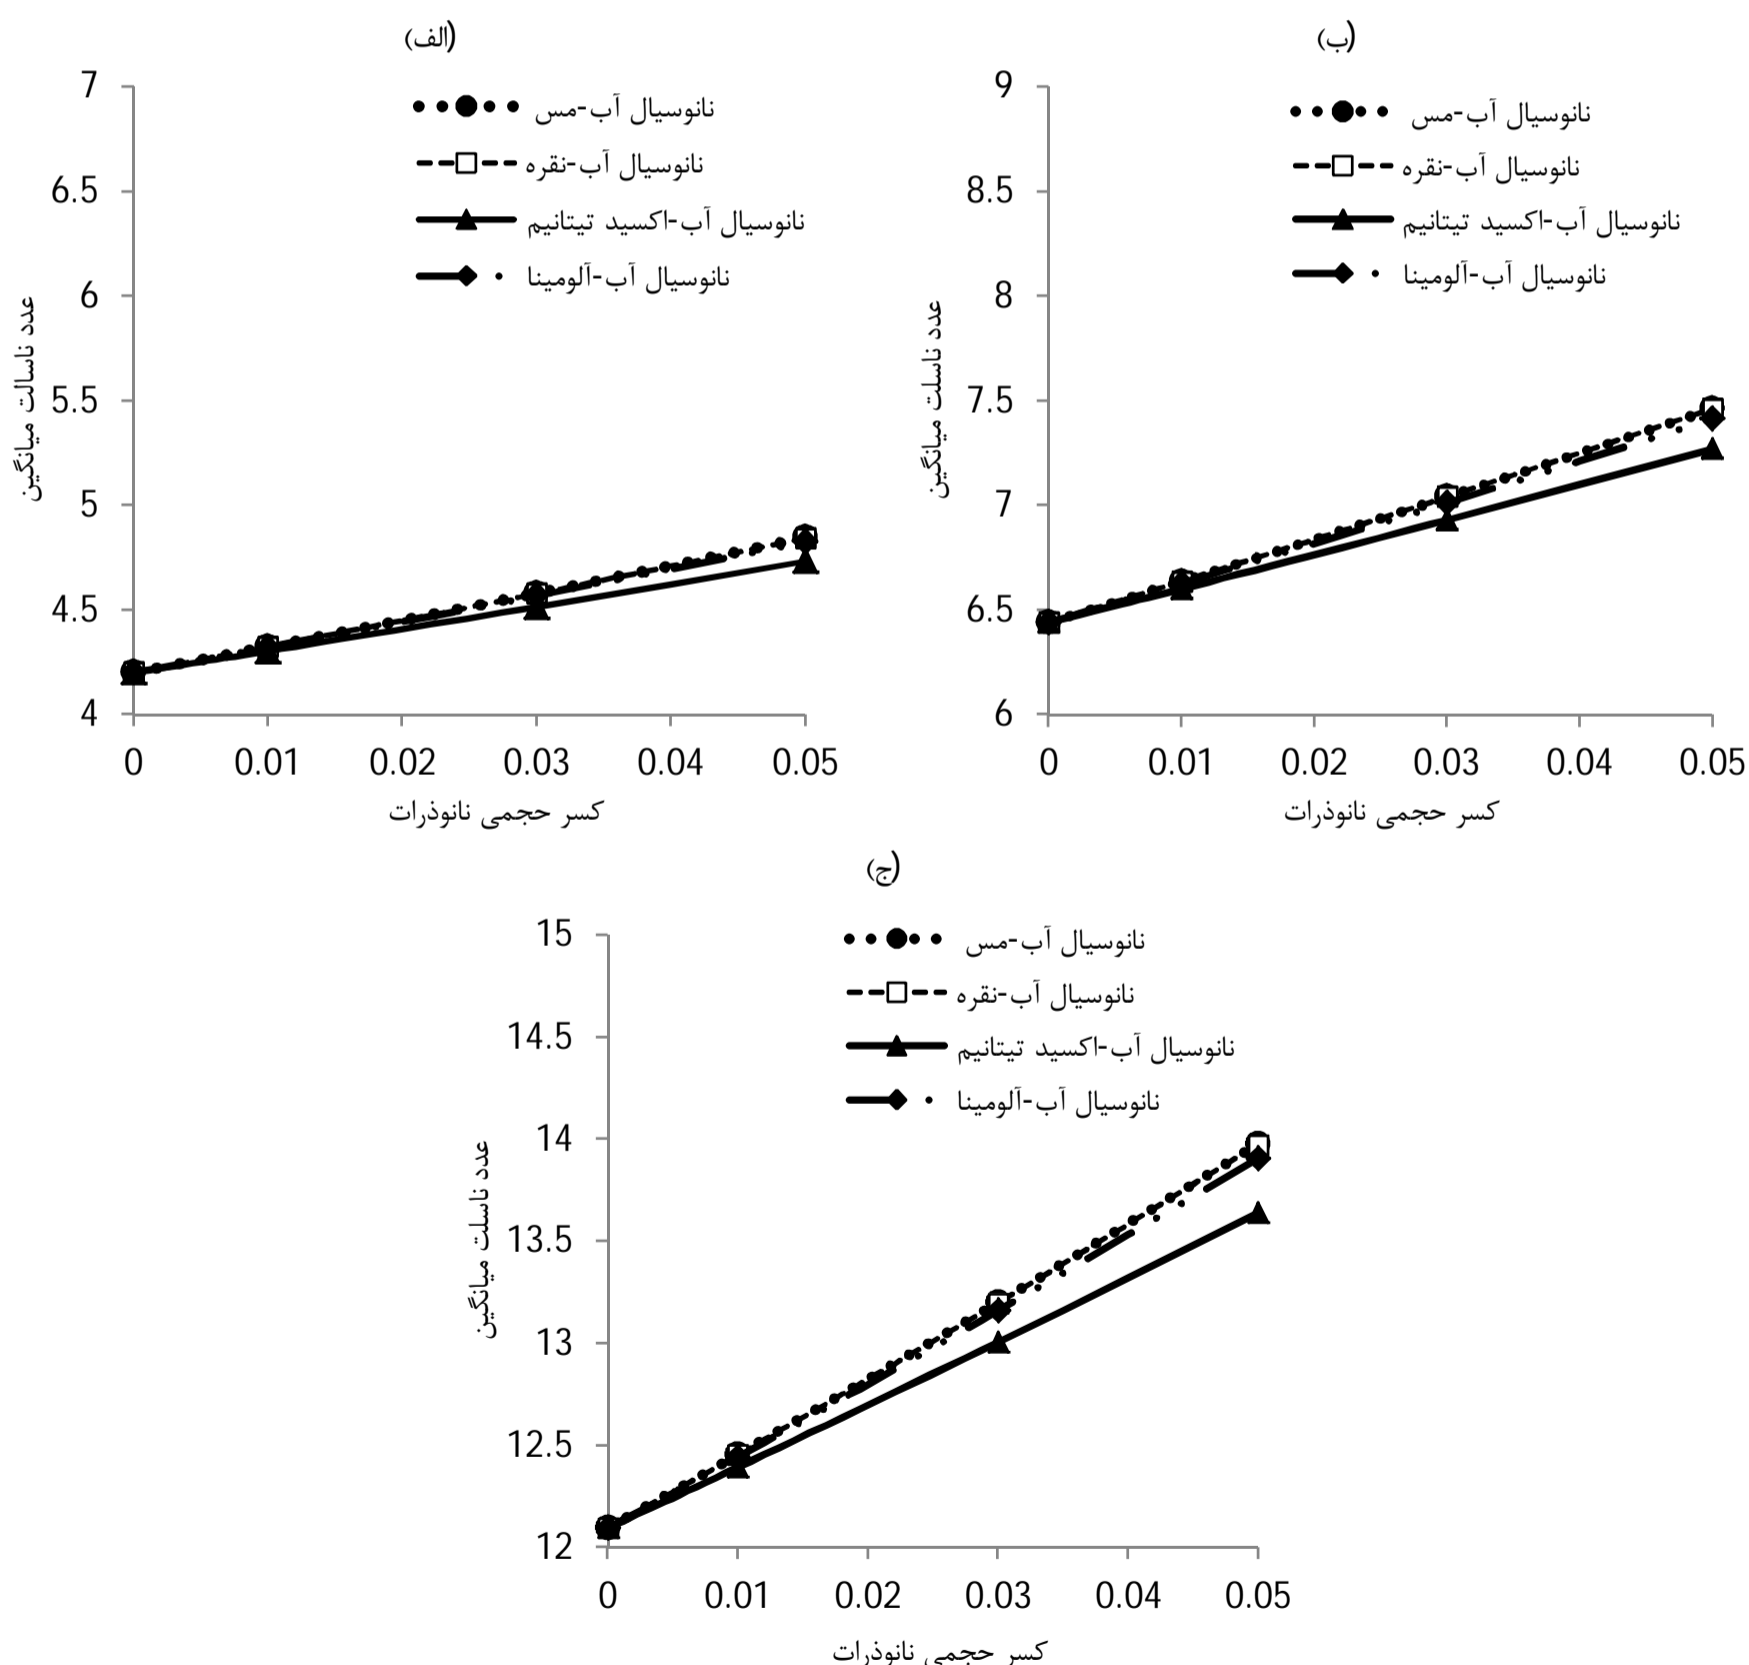 (الف)
7
6.5
6
5.5
5
4.5
4
0 0.01 0.02 0.03 0.04 0.05
عدد ناسالت میانگین
کسر حجمی نانوذرات
نانوسیال آب-مس
نانوسیال آب-نقره
نانوسیال آب-اکسید تیتانیم
نانوسیال آب-آلومینا
(ب)
9
8.5
8
7.5
7
6.5
6
0 0.01 0.02 0.03 0.04 0.05
عدد ناسلت میانگین
کسر حجمی نانوذرات
نانوسیال آب-مس
نانوسیال آب-نقره
نانوسیال آب-اکسید تیتانیم
نانوسیال آب-آلومینا
(ج)
15
14.5
14
13.5
13
12.5
12
0 0.01 0.02 0.03 0.04 0.05
عدد ناسلت میانگین
کسر حجمی نانوذرات
نانوسیال آب-مس
نانوسیال آب-نقره
نانوسیال آب-اکسید تیتانیم
نانوسیال آب-آلومینا